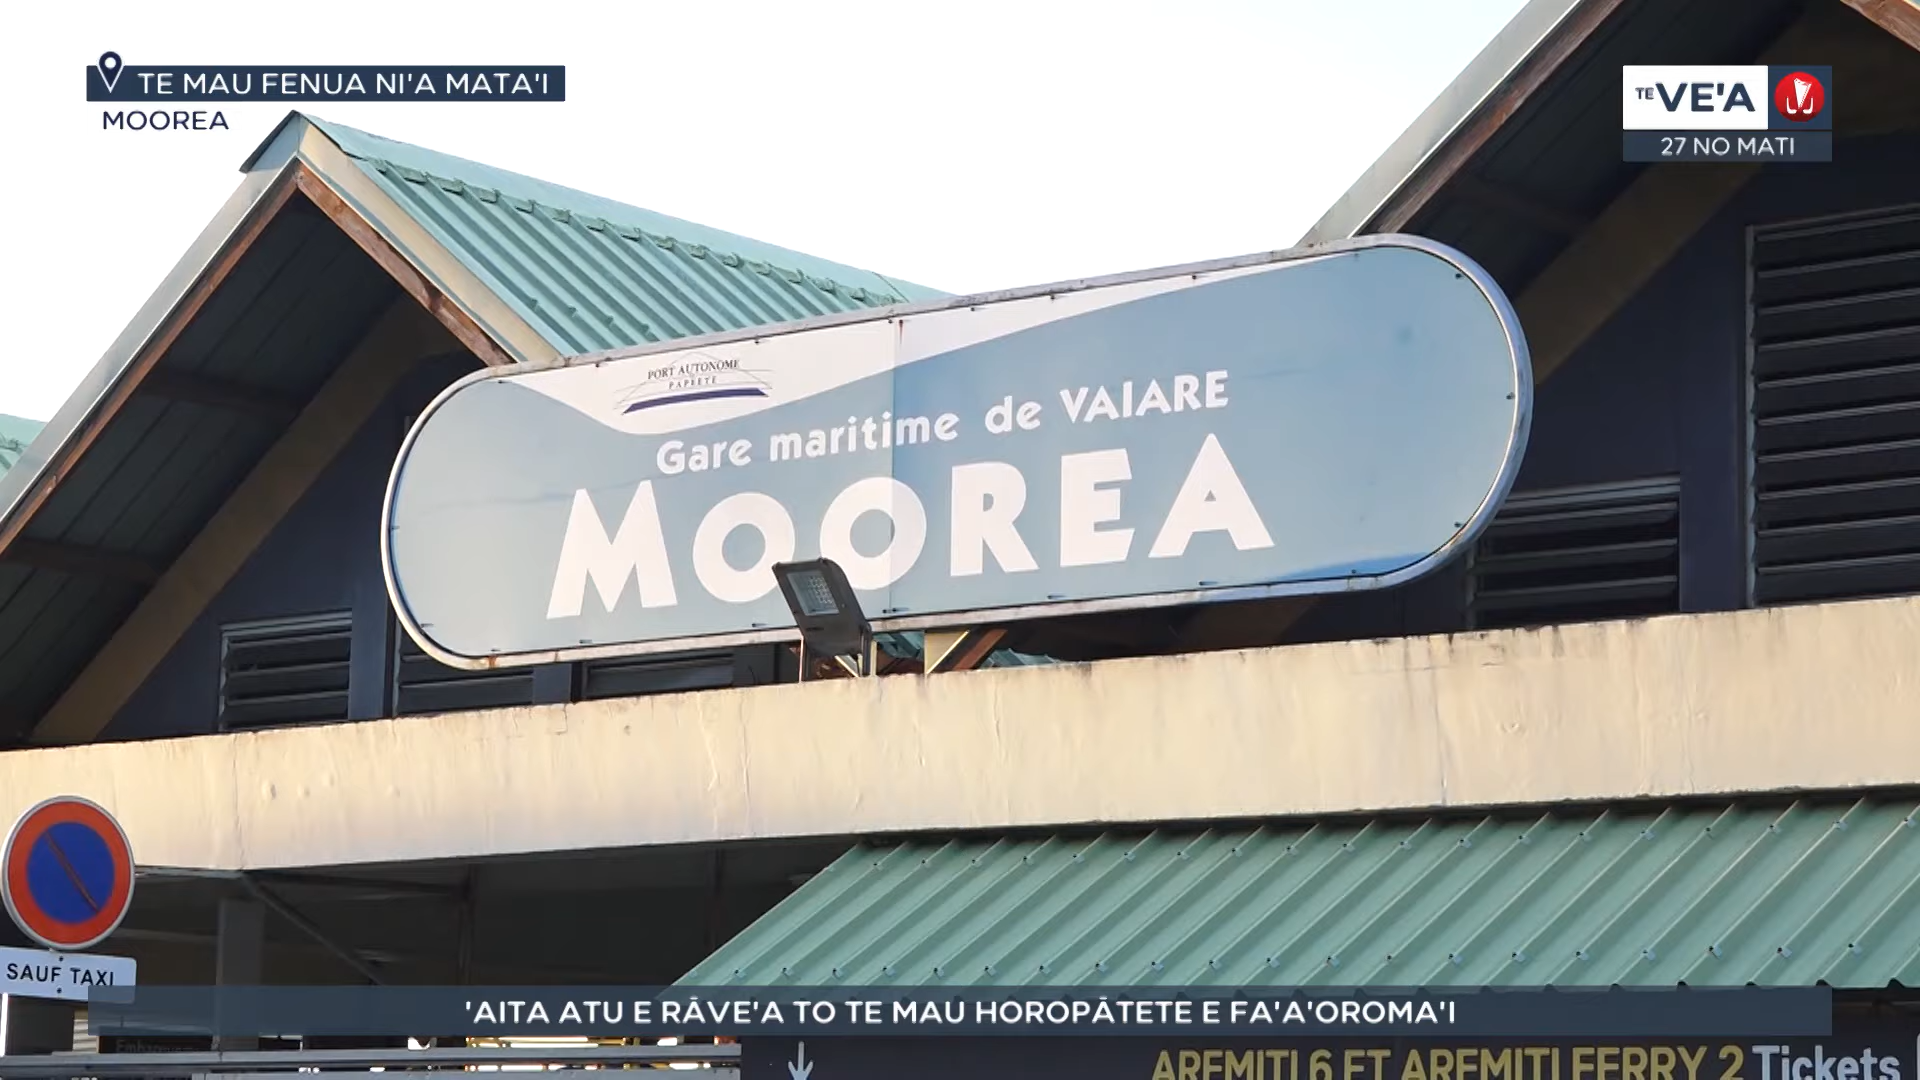 TE MAU FENUA NI'A MATA'I
MOOREA
TE VE'A
27 NO MATI
PORT AUTONOME
PAPEETE
Gare maritime de VAIARE
MOOREA
SAUF TAXI
'AITA ATU E RĀVE'A TO TE MAU HOROPĀTETE E FA'A'OROMA'I
AREMITI 6 ET AREMITI FERRY 2 Tickets